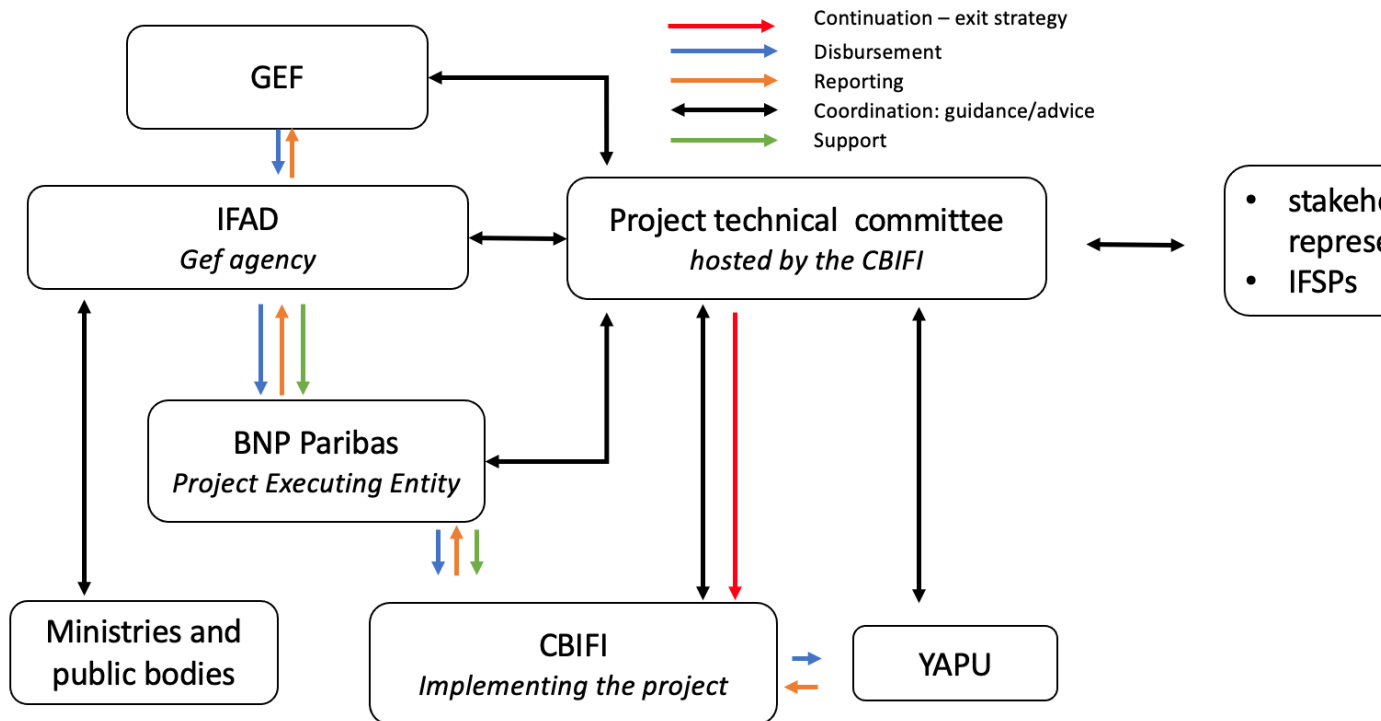 Continuation – exit strategy
Disbursement
Reporting
Coordination: guidance/advice
Support
GEF
IFAD
Gef agency
Project technical committee
hosted by the CBIFI
•
•
IFSPs
BNP Paribas
Project Executing Entity
Ministries and
public bodies
CBIFI
Implementing the project
YAPU